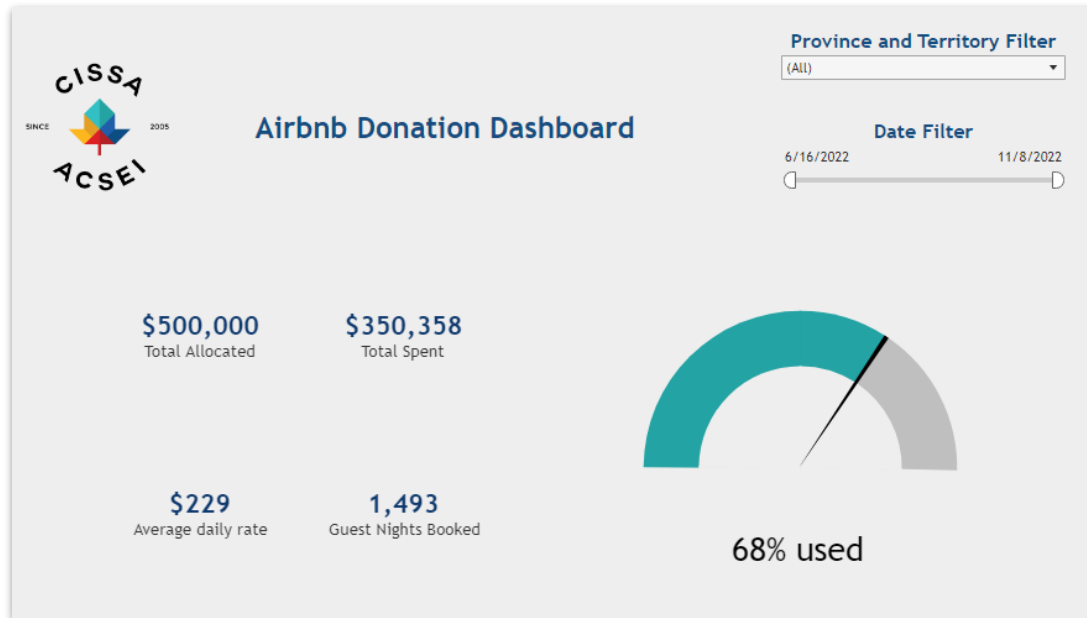 CISSA
SINCE 2005
ACSEI
Airbnb Donation Dashboard
Province and Territory Filter
(All)
Date Filter
6/16/2022 11/8/2022
$500,000 $350,358
Total Allocated Total Spent
$229 1,493
Average daily rate Guest Nights Booked
68% used